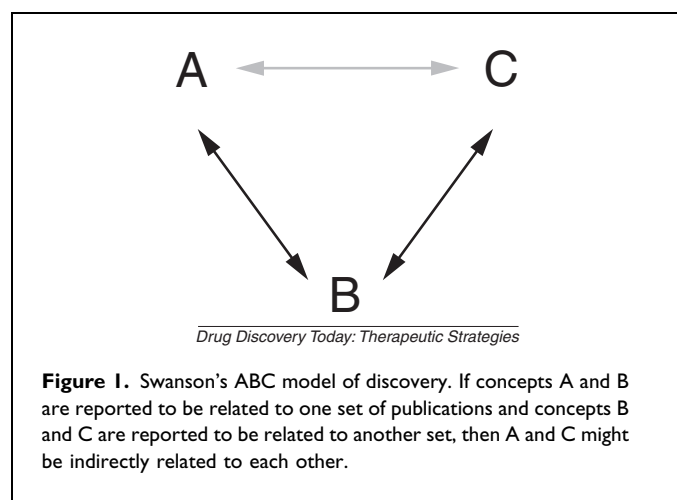 A C
B
Drug Discovery Today: Therapeutic Strategies
Figure 1. Swanson's ABC model of discovery. If concepts A and B
are reported to be related to one set of publications and concepts B
and C are reported to be related to another set, then A and C might
be indirectly related to each other.